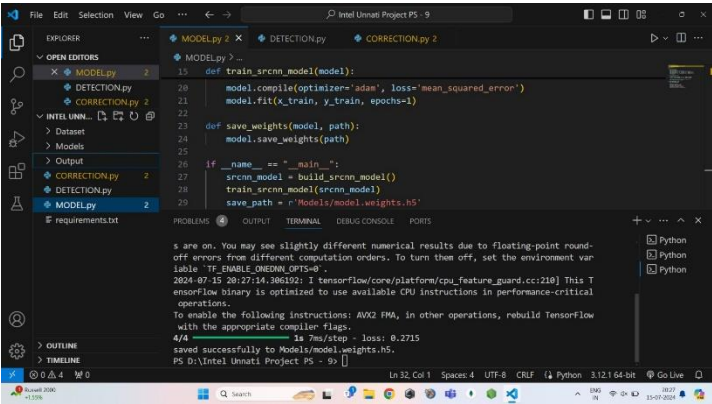 File Edit Selection View Go ··· Intel Unnati Project PS - 9
EXPLORER
OPEN EDITORS
MODEL.py 2
DETECTION.py
CORRECTION.py 2
INTEL UNN...
Dataset
Models
Output
CORRECTION.py 2
DETECTION.py
MODEL.py 2
requirements.txt
OUTLINE
TIMELINE
MODEL.py 2 DETECTION.py CORRECTION.py 2
MODEL.py > ...
15 def train_srcnn_model(model):
20 model.compile(optimizer='adam', loss='mean_squared_error')
21 model.fit(x_train, y_train, epochs=1)
22
23 def save_weights(model, path):
24 model.save_weights(path)
25
26 if __name__ == "__main__":
27 srcnn_model = build_srcnn_model()
28 train_srcnn_model(srcnn_model)
29 save_path = r'Models/model.weights.h5'
PROBLEMS 4 OUTPUT TERMINAL DEBUG CONSOLE PORTS
s are on. You may see slightly different numerical results due to floating-point round-
off errors from different computation orders. To turn them off, set the environment var
iable `TF_ENABLE_ONEDNN_OPTS=0`.
2024-07-15 20:27:14.306192: I tensorflow/core/platform/cpu_feature_guard.cc:210] This T
ensorFlow binary is optimized to use available CPU instructions in performance-critical
operations.
To enable the following instructions: AVX2 FMA, in other operations, rebuild TensorFlow
with the appropriate compiler flags.
4/4 1s 7ms/step - loss: 0.2715
saved successfully to Models/model.weights.h5.
PS D:\Intel Unnati Project PS - 9>
Python
Python
Python
0 4 0 Ln 32, Col 1 Spaces: 4 UTF-8 CRLF Python 3.12.1 64-bit Go Live
Russell 2000
+1.55%
Search
ENG
IN
20:27
15-07-2024